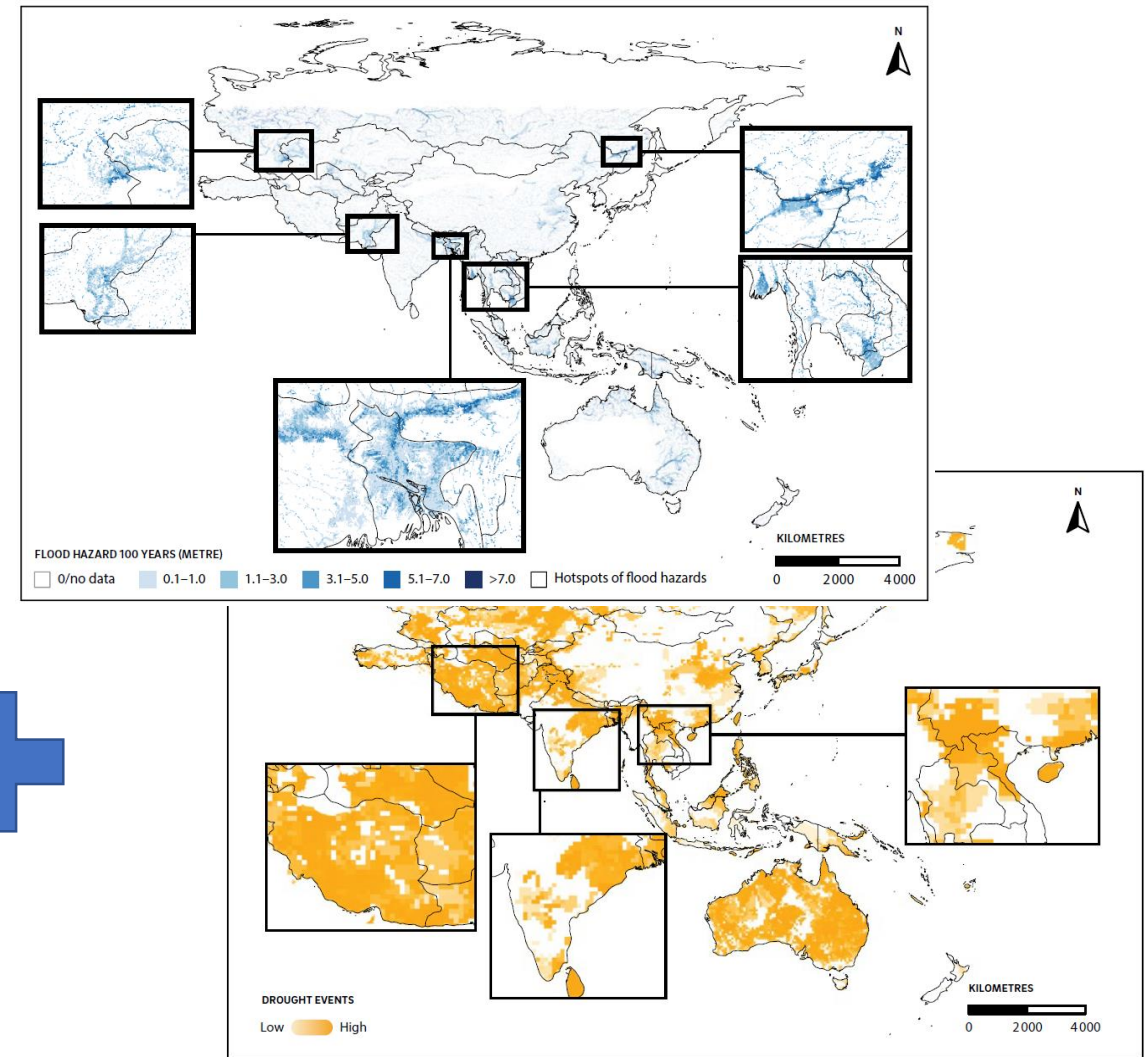 N
FLOOD HAZARD 100 YEARS (METRE)
0/no data 0.1–1.0 1.1–3.0 3.1–5.0 5.1–7.0 >7.0 Hotspots of flood hazards
KILOMETRES
0 2000 4000
N
DROUGHT EVENTS
Low High
KILOMETRES
0 2000 4000